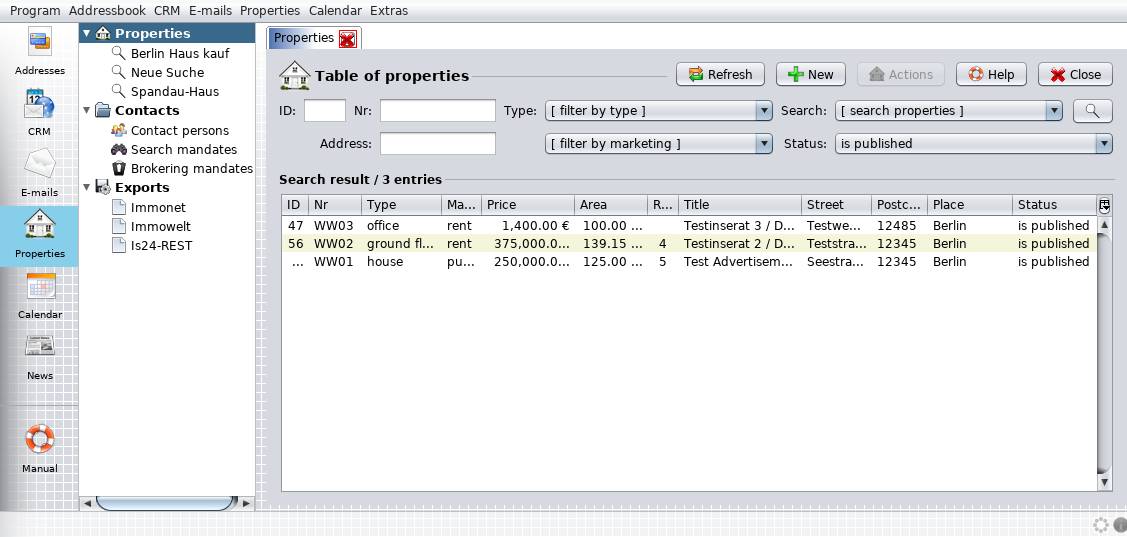 Program Addressbook CRM E-mails Properties Calendar Extras
Addresses
CRM
E-mails
Properties
Calendar
News
Manual
Properties
Berlin Haus kauf
Neue Suche
Spandau-Haus
Contacts
Contact persons
Search mandates
Brokering mandates
Exports
Immonet
Immowelt
Is24-REST
Properties
Table of properties Refresh New Actions Help Close
ID: Nr: Type: [ filter by type ] Search: [ search properties ]
Address: [ filter by marketing ] Status: is published
Search result / 3 entries
ID Nr Type Ma... Price Area R... Title Street Postc... Place Status
47 WW03 office rent 1,400.00 € 100.00 ... Testinserat 3 / D... Testwe... 12485 Berlin is published
56 WW02 ground fl... rent 375,000.0... 139.15 ... 4 Testinserat 2 / D... Teststra... 12345 Berlin is published
... WW01 house pu... 250,000.0... 125.00 ... 5 Test Advertisem... Seestra... 12345 Berlin is published